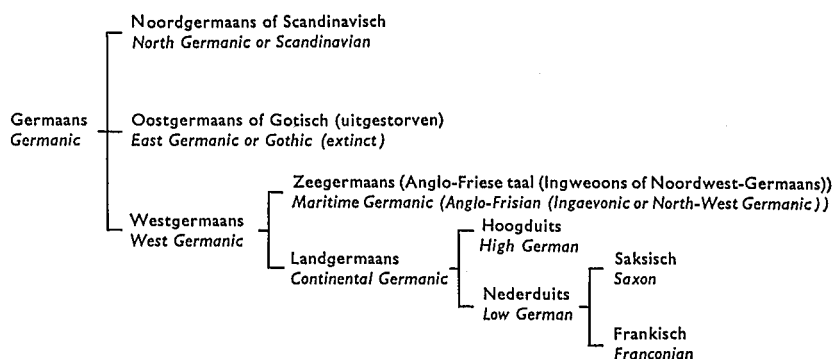 Noordgermaans of Scandinavisch
North Germanic or Scandinavian
Germaans
Germanic
Oostgermaans of Gotisch (uitgestorven)
East Germanic or Gothic (extinct)
Zeegermaans (Anglo-Friese taal (Ingweoons of Noordwest-Germaans))
Maritime Germanic (Anglo-Frisian (Ingaevonic or North-West Germanic))
Westgermaans
West Germanic
Hoogduits
High German
Landgermaans
Continental Germanic
Saksisch
Saxon
Nederduits
Low German
Frankisch
Franconian